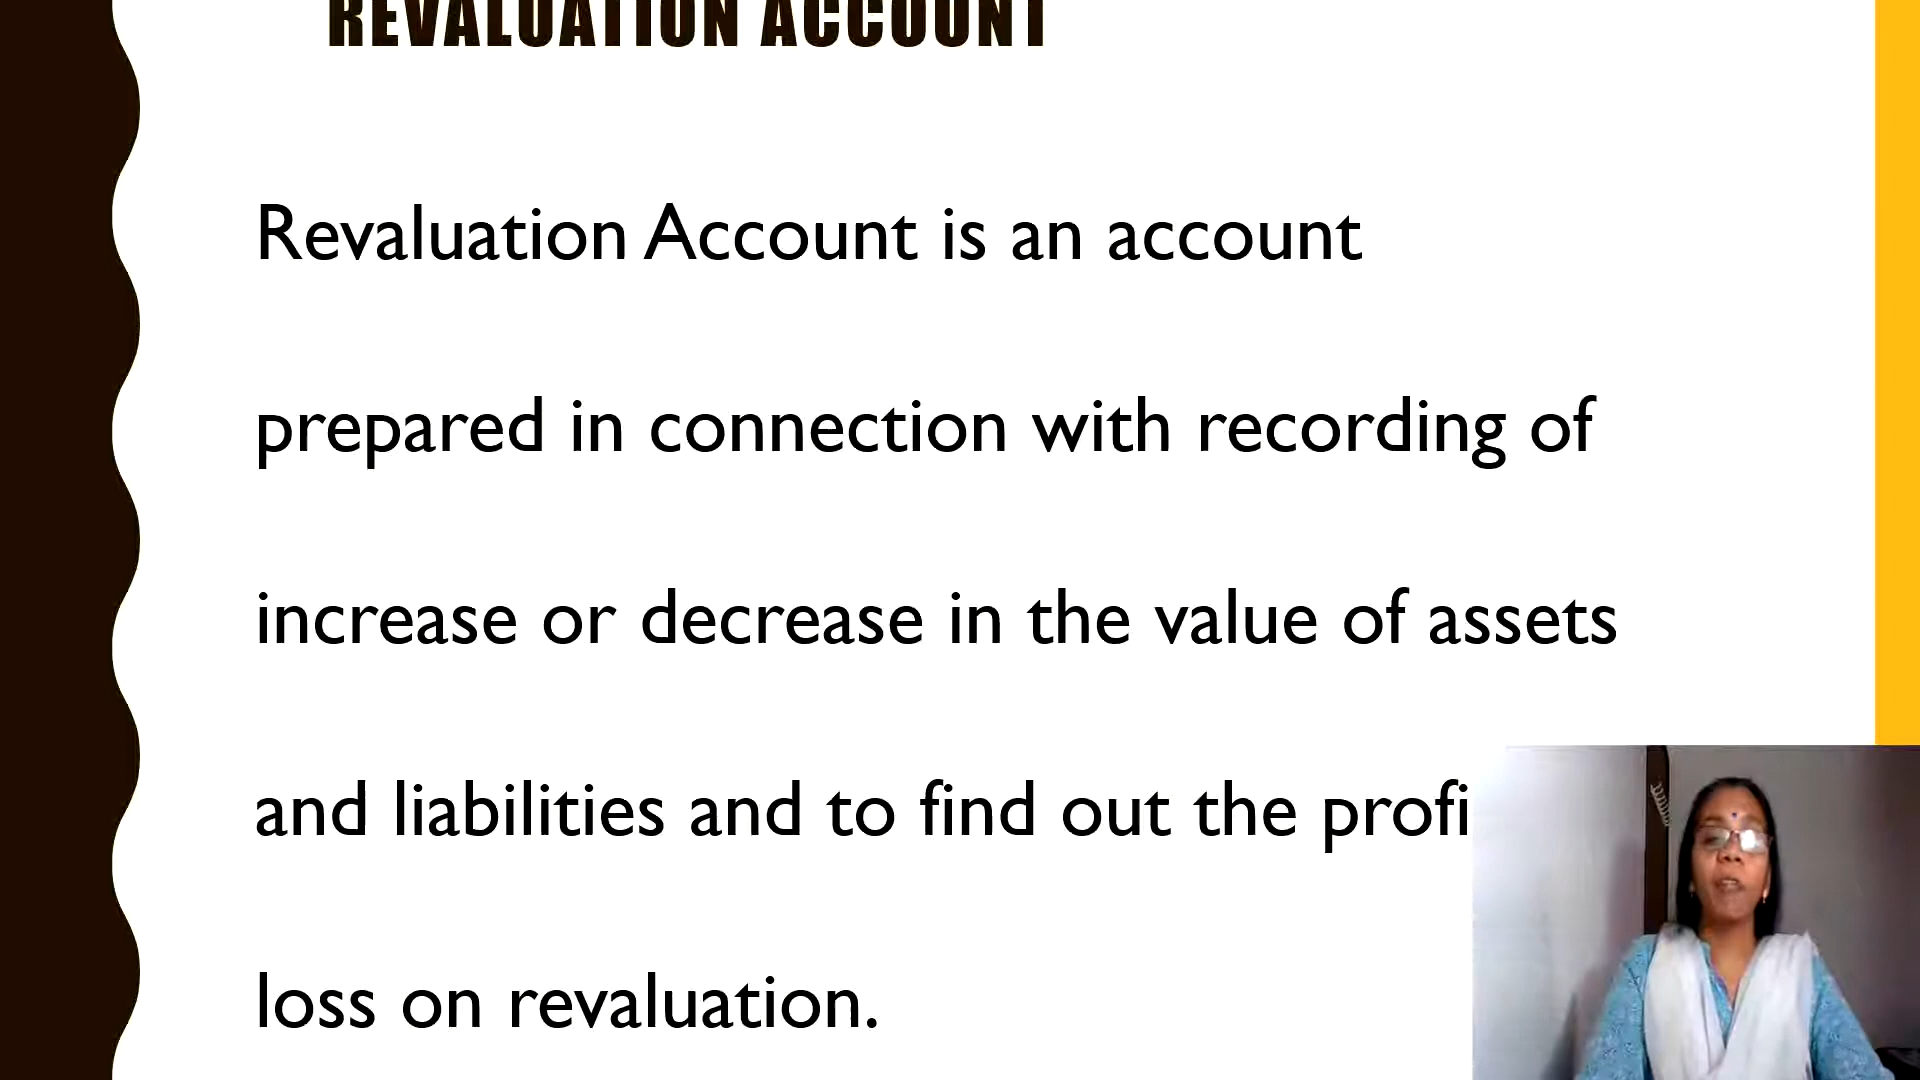 REVALUATION ACCOUNT
Revaluation Account is an account
prepared in connection with recording of
increase or decrease in the value of assets
and liabilities and to find out the profi
loss on revaluation.